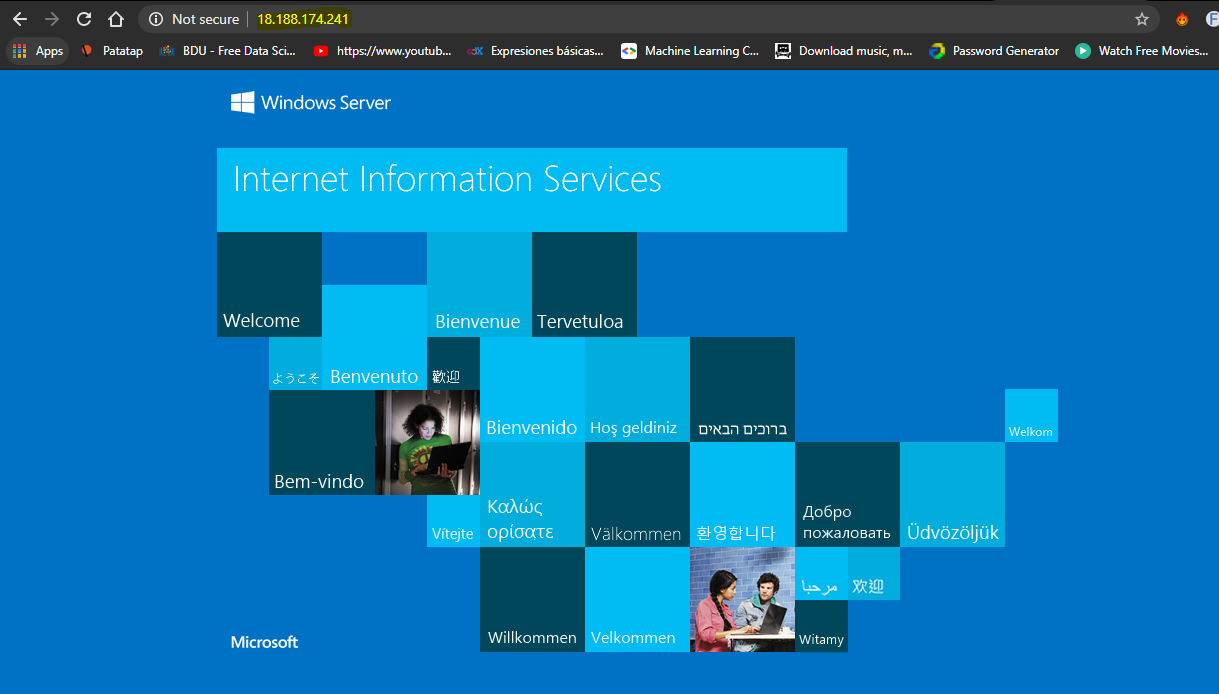 Not secure
18.188.174.241
Apps
Patatap
BDU - Free Data Sci...
https://www.youtub...
Expresiones básicas...
Machine Learning C...
Download music, m...
Password Generator
Watch Free Movies...
Windows Server
Internet Information Services
Welcome
Bienvenue
Tervetuloa
ようこそ
Benvenuto
歡迎
Bienvenido
Hoş geldiniz
ברוכים הבאים
Welkom
Bem-vindo
Vítejte
Καλώς
ορίσατε
Välkommen
환영합니다
Добро
пожаловать
Üdvözöljük
مرحبا
欢迎
Microsoft
Willkommen
Velkommen
Witamy